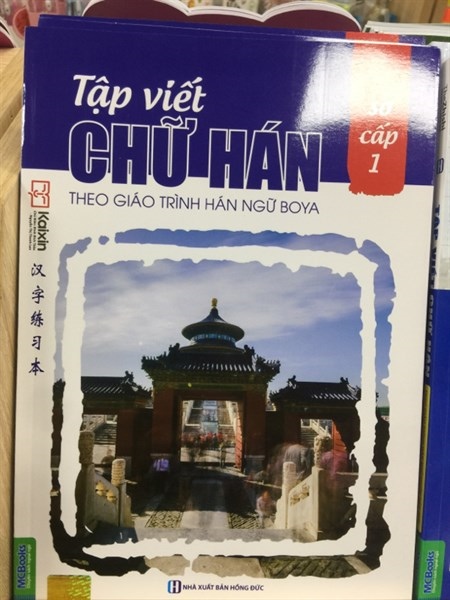 Tập viết
CHỮ HÁN
THEO GIÁO TRÌNH HÁN NGỮ BOYA
cấp
1
Kaixin
汉字练习本
MCBooks
NHÀ XUẤT BẢN HỒNG ĐỨC
MCBooks